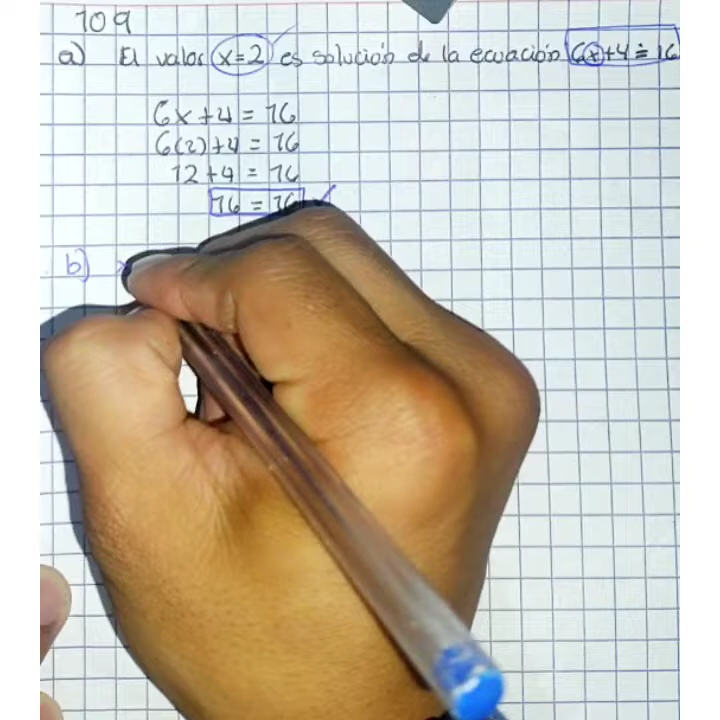 109
a) El valor x=2 es solución de la ecuación 6x+4=16
6x+4=16
6(2)+4=16
12+4=16
16=16 ✓
b)